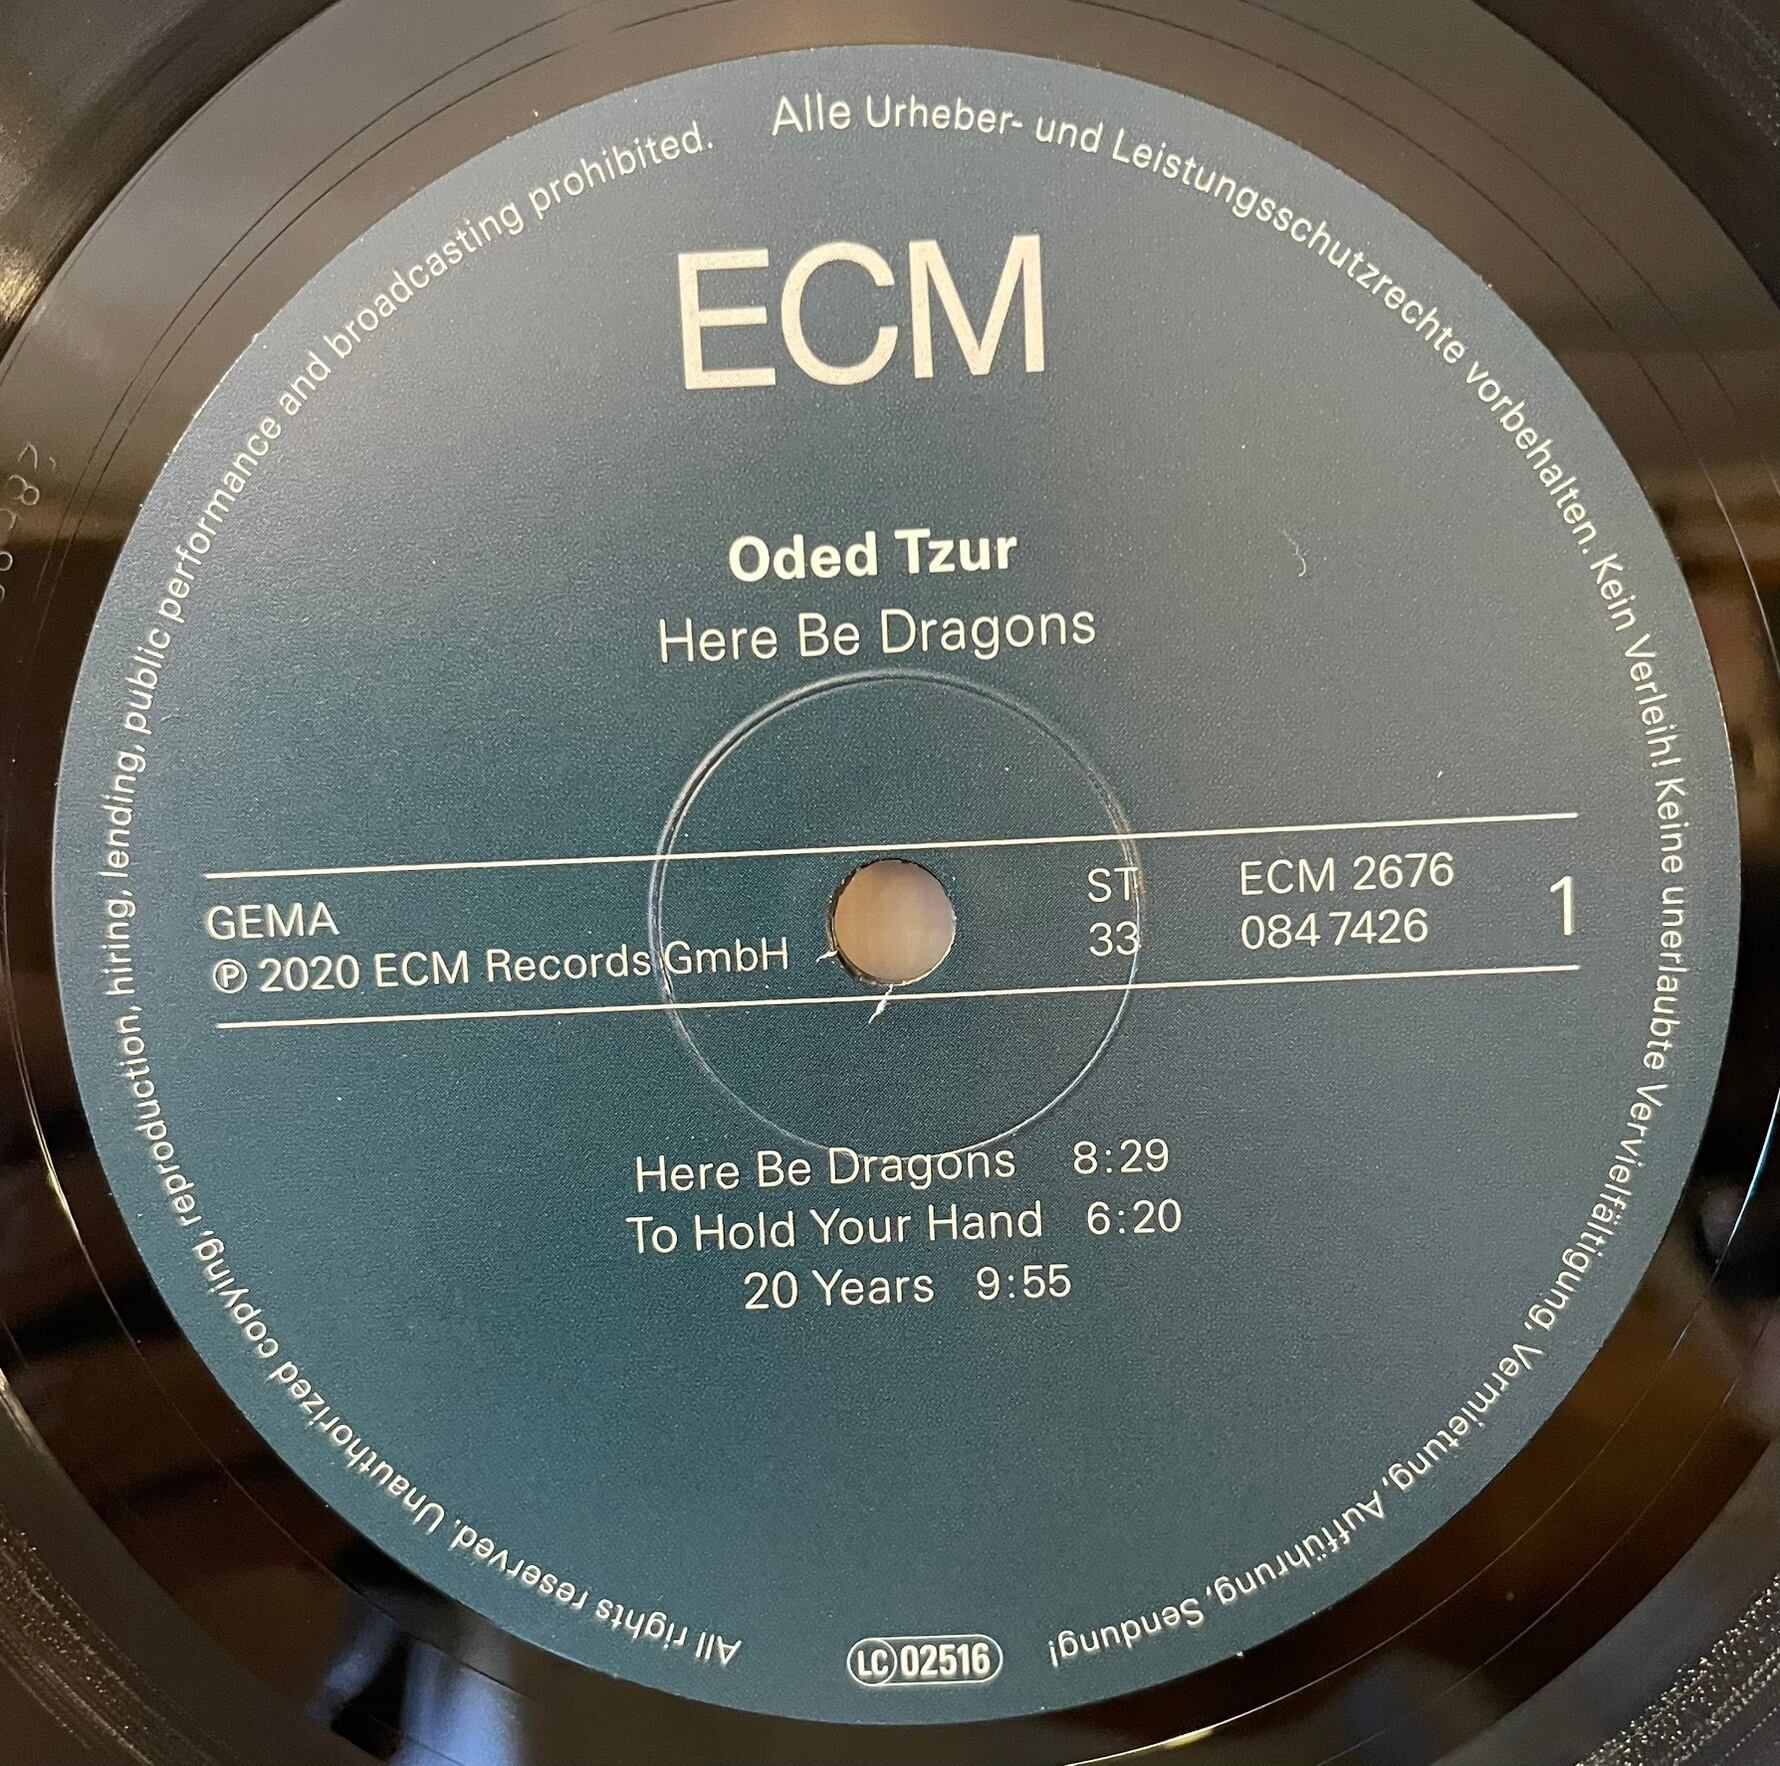 Alle Urheber- und Leistungsschutzrechte vorbehalten. Kein Verleih! Keine unerlaubte Vervielfältigung, Vermietung, Aufführung, Sendung!
ECM
Oded Tzur
Here Be Dragons
GEMA
℗ 2020 ECM Records GmbH
ST
33
ECM 2676
084 7426
1
Here Be Dragons 8:29
To Hold Your Hand 6:20
20 Years 9:55
LC 02516
All rights reserved. Unauthorized copying, reproduction, hiring, lending, public performance and broadcasting prohibited.